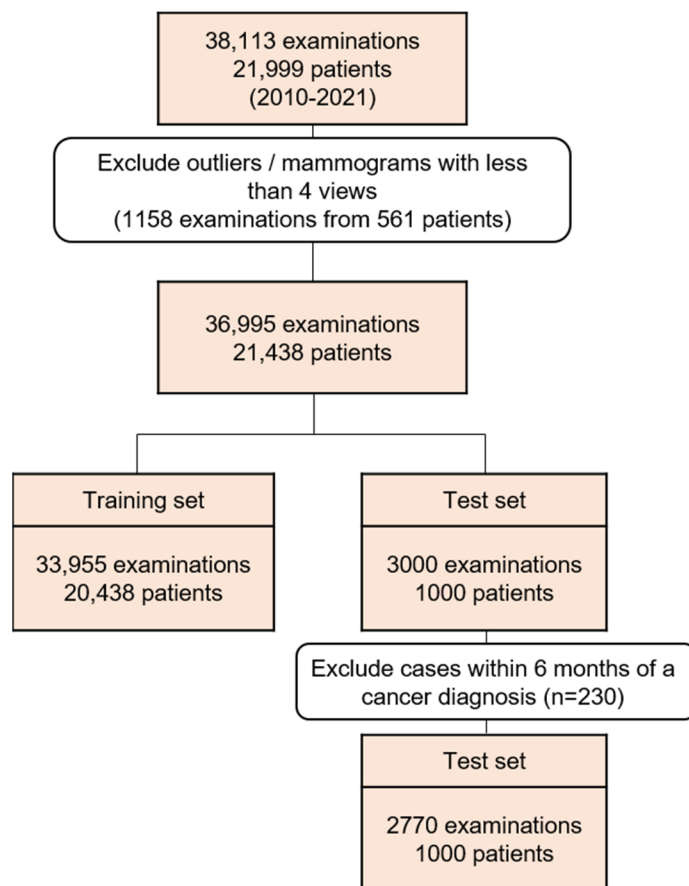 38,113 examinations
21,999 patients
(2010-2021)
Exclude outliers / mammograms with less
than 4 views
(1158 examinations from 561 patients)
36,995 examinations
21,438 patients
Training set
33,955 examinations
20,438 patients
Test set
3000 examinations
1000 patients
Exclude cases within 6 months of a
cancer diagnosis (n=230)
Test set
2770 examinations
1000 patients